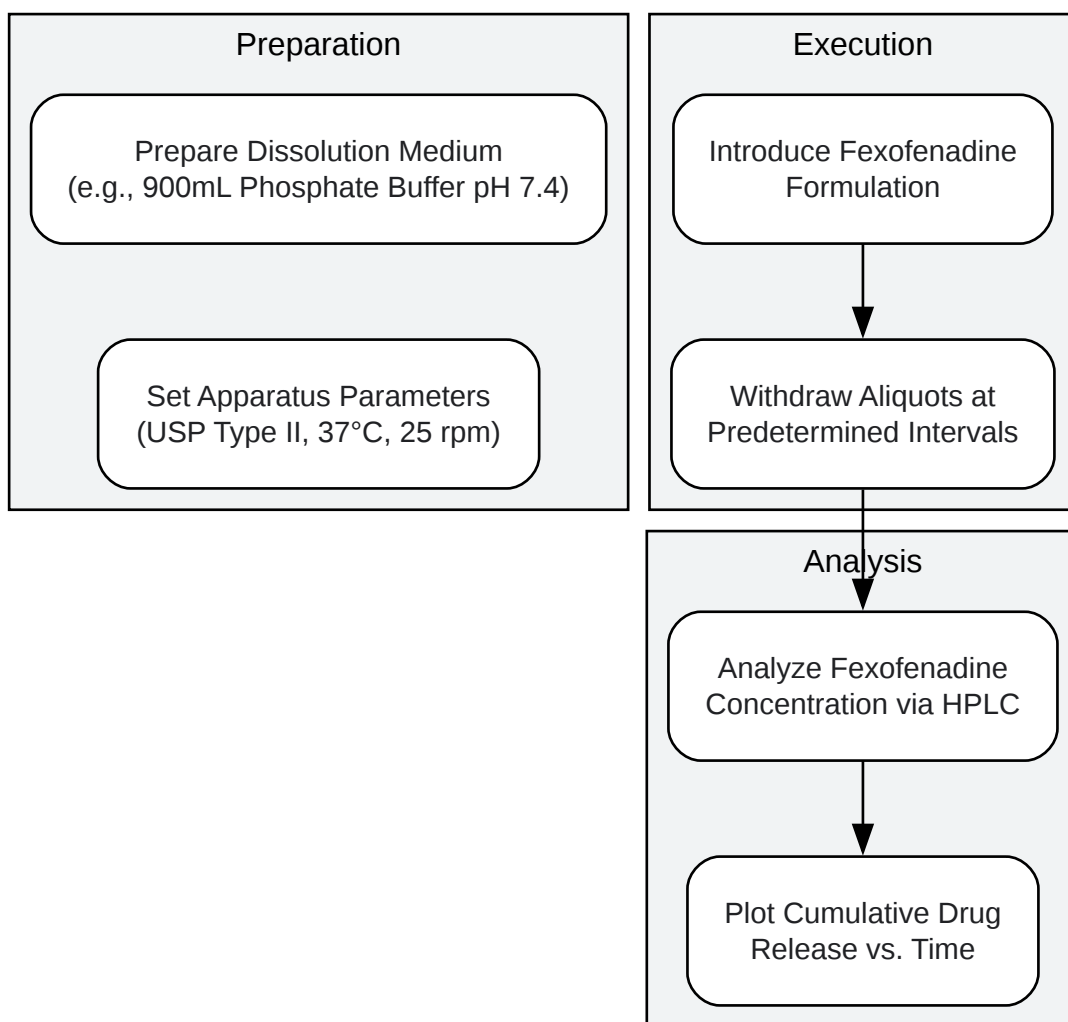 Preparation
Prepare Dissolution Medium
(e.g., 900mL Phosphate Buffer pH 7.4)
Set Apparatus Parameters
(USP Type II, 37°C, 25 rpm)
Execution
Introduce Fexofenadine
Formulation
Withdraw Aliquots at
Predetermined Intervals
Analysis
Analyze Fexofenadine
Concentration via HPLC
Plot Cumulative Drug
Release vs. Time